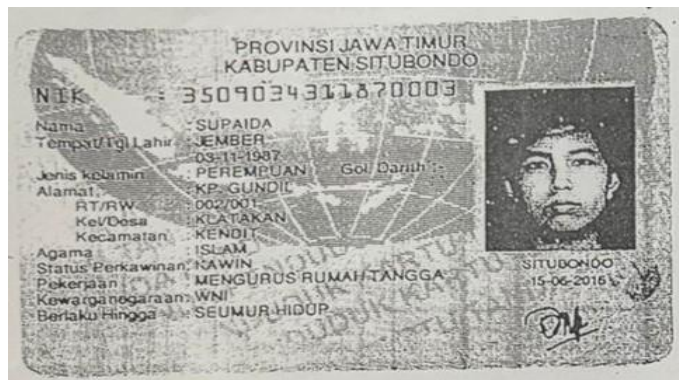 PROVINSI JAWA TIMUR
KABUPATEN SITUBONDO
NIK : 3509034311870003
Nama : SUPAIDA
Tempat/Tgl Lahir : JEMBER
03-11-1987
Jenis kelamin : PEREMPUAN Gol. Darah : -
Alamat : KP. GUNDIL
RT/RW : 002/001
Kel/Desa : KLATAKAN
Kecamatan : KENDIT
Agama : ISLAM
Status Perkawinan : KAWIN
Pekerjaan : MENGURUS RUMAH TANGGA
Kewarganegaraan : WNI
Berlaku Hingga : SEUMUR HIDUP
SITUBONDO
15-06-2016